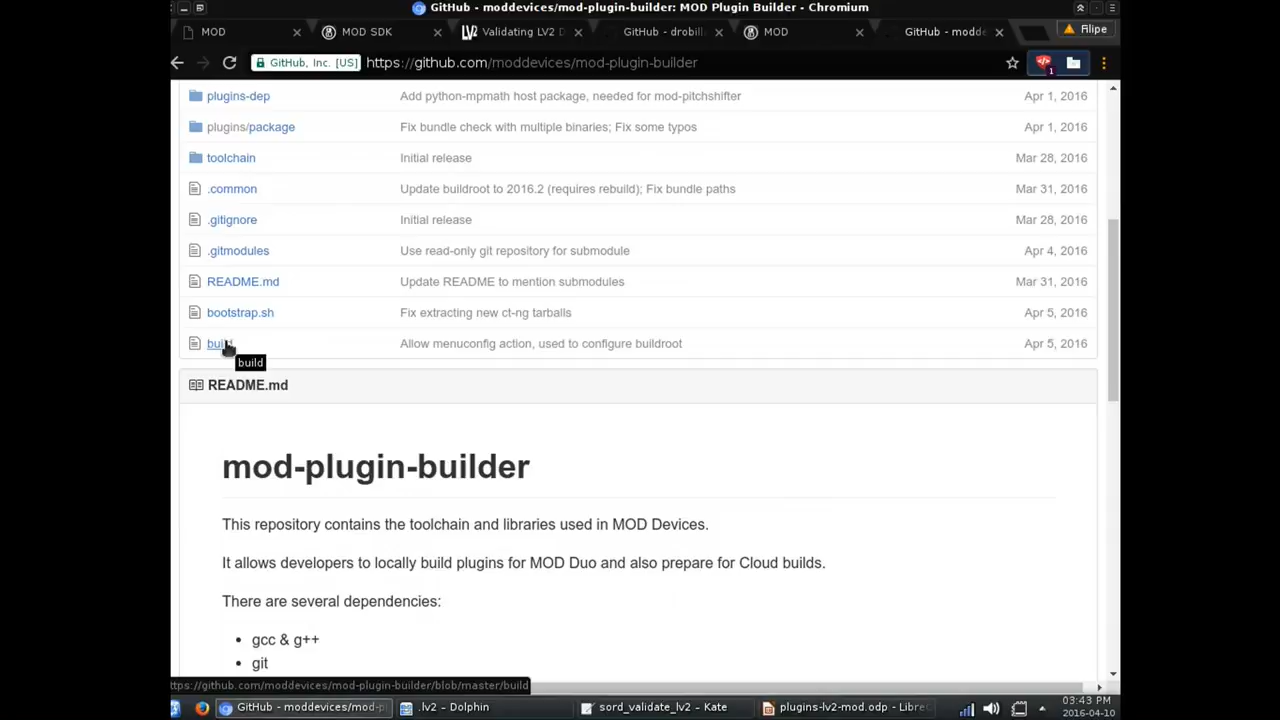 GitHub - moddevices/mod-plugin-builder: MOD Plugin Builder - Chromium
MOD
MOD SDK
Validating LV2 D
GitHub - drobill
MOD
GitHub - modde
Filipe
GitHub, Inc. [US]
https://github.com/moddevices/mod-plugin-builder
1
plugins-dep Add python-mpmath host package, needed for mod-pitchshifter Apr 1, 2016
plugins/package Fix bundle check with multiple binaries; Fix some typos Apr 1, 2016
toolchain Initial release Mar 28, 2016
.common Update buildroot to 2016.2 (requires rebuild); Fix bundle paths Mar 31, 2016
.gitignore Initial release Mar 28, 2016
.gitmodules Use read-only git repository for submodule Apr 4, 2016
README.md Update README to mention submodules Mar 31, 2016
bootstrap.sh Fix extracting new ct-ng tarballs Apr 5, 2016
build Allow menuconfig action, used to configure buildroot Apr 5, 2016
build
README.md
mod-plugin-builder
This repository contains the toolchain and libraries used in MOD Devices.
It allows developers to locally build plugins for MOD Duo and also prepare for Cloud builds.
There are several dependencies:
• gcc & g++
• git
ttps://github.com/moddevices/mod-plugin-builder/blob/master/build
GitHub - moddevices/mod-p
.lv2 - Dolphin
sord_validate_lv2 - Kate
plugins-lv2-mod.odp - Libre
03:43 PM
2016-04-10